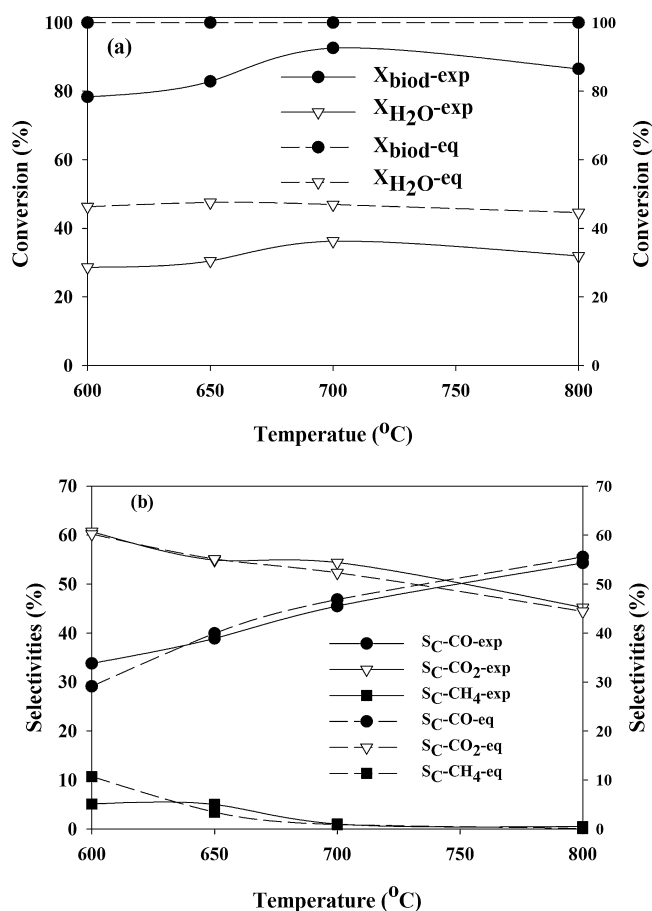 (a)
100
80
60
40
20
0
Conversion (%)
100
80
60
40
20
0
Conversion (%)
X_biod-exp
X_H2O-exp
X_biod-eq
X_H2O-eq
600 650 700 750 800
Temperatue (°C)
(b)
70
60
50
40
30
20
10
0
Selectivities (%)
70
60
50
40
30
20
10
0
Selectivities (%)
S_C-CO-exp
S_C-CO2-exp
S_C-CH4-exp
S_C-CO-eq
S_C-CO2-eq
S_C-CH4-eq
600 650 700 750 800
Temperature (°C)